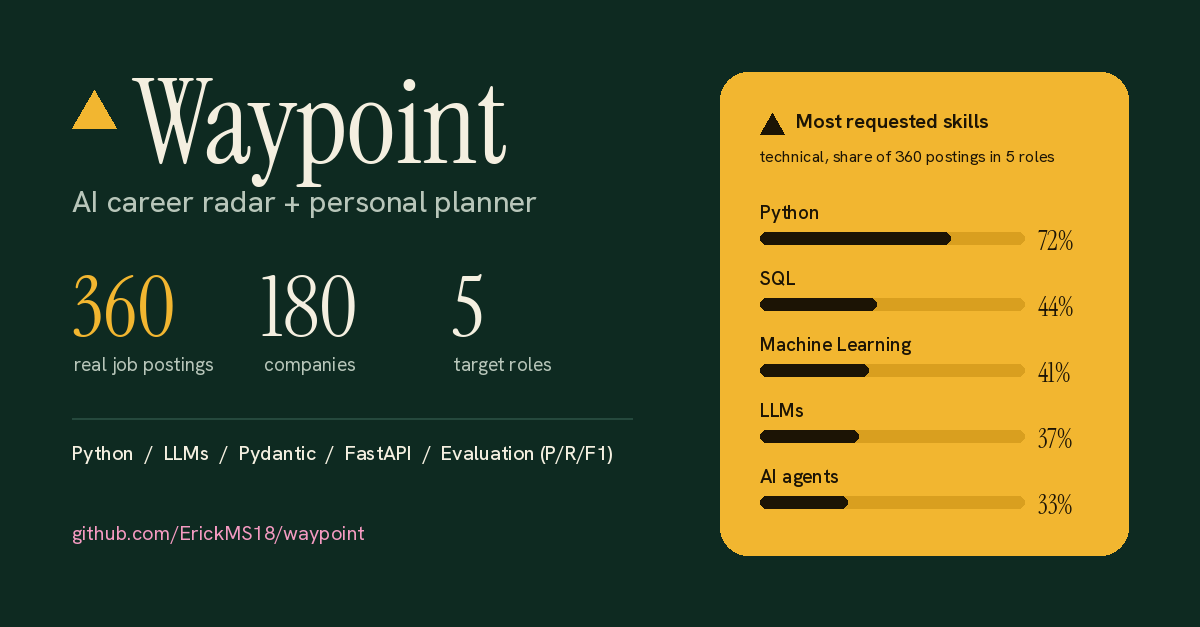 Waypoint
AI career radar + personal planner
360 180 5
real job postings companies target roles
Python / LLMs / Pydantic / FastAPI / Evaluation (P/R/F1)
github.com/ErickMS18/waypoint
Most requested skills
technical, share of 360 postings in 5 roles
Python
72%
SQL
44%
Machine Learning
41%
LLMs
37%
AI agents
33%